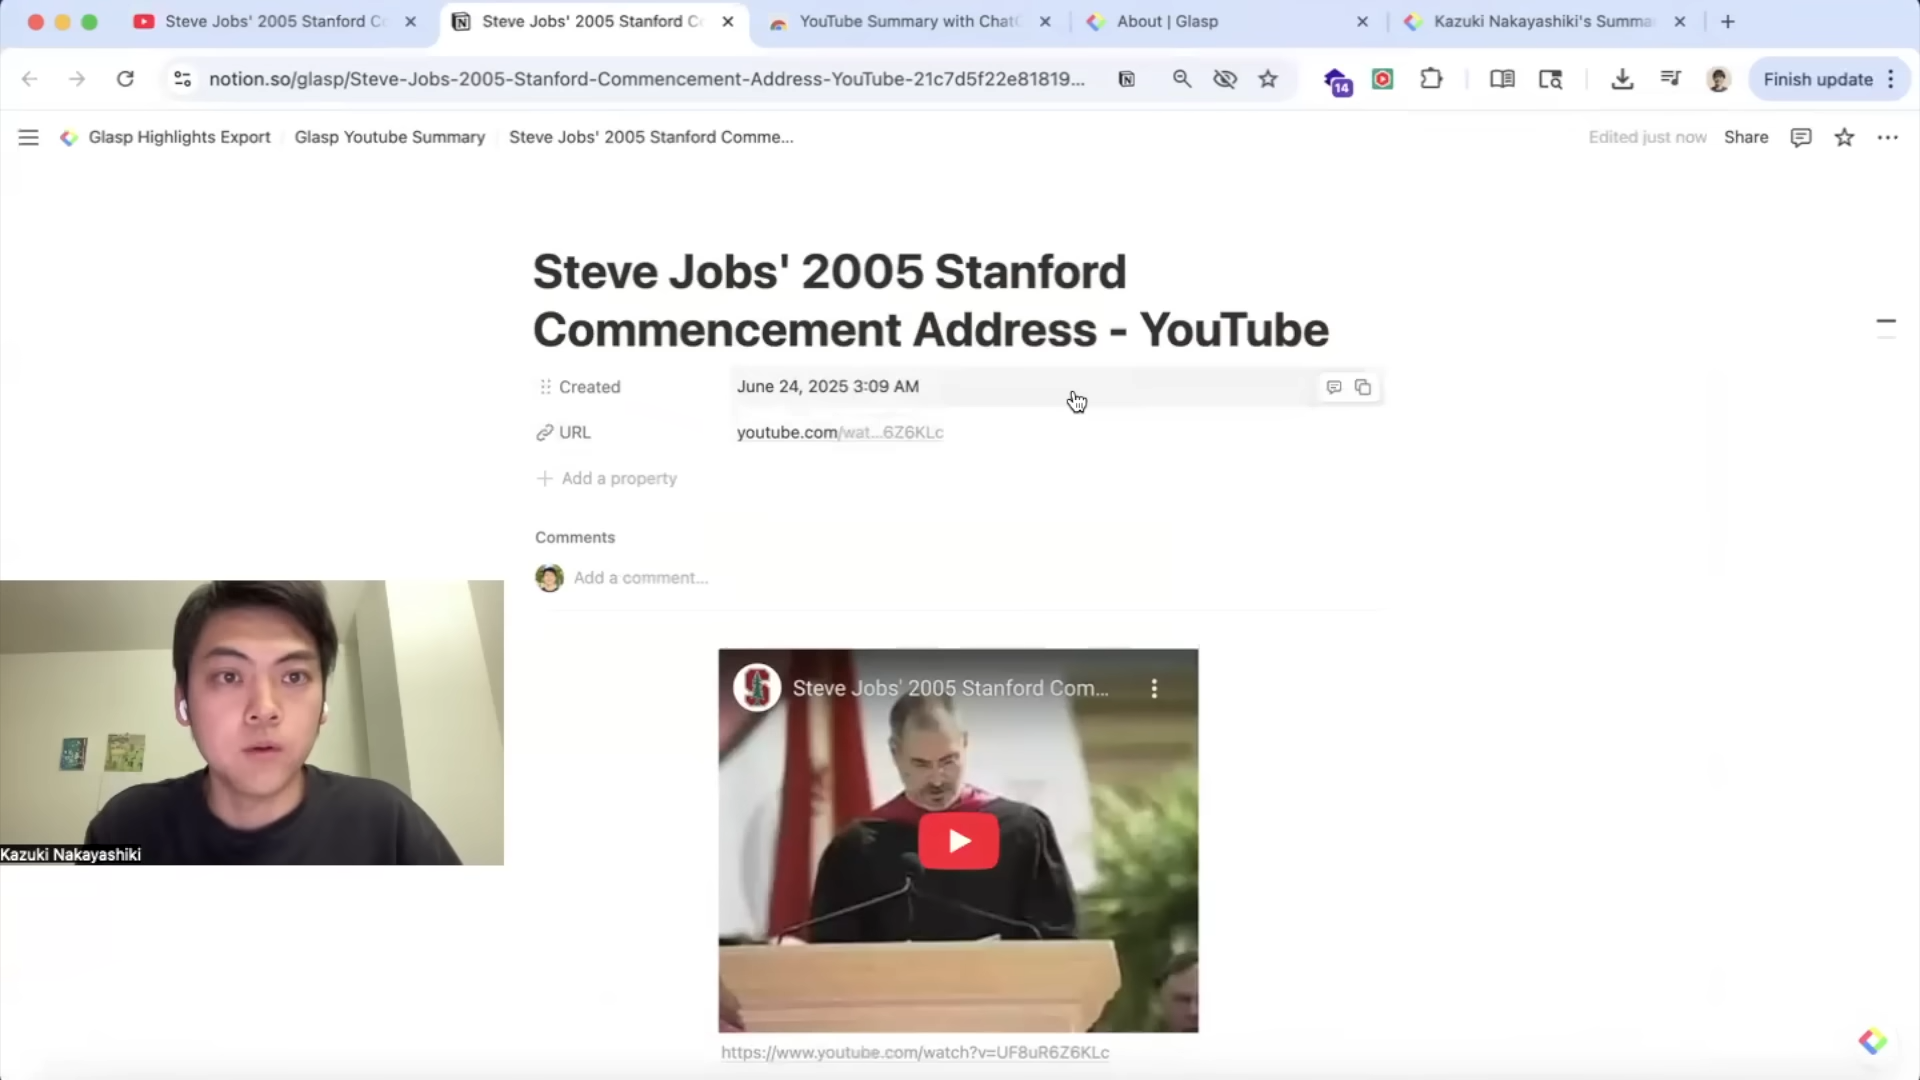 Steve Jobs' 2005 Stanford C
Steve Jobs' 2005 Stanford C
YouTube Summary with Chat
About | Glasp
Kazuki Nakayashiki's Summa
notion.so/glasp/Steve-Jobs-2005-Stanford-Commencement-Address-YouTube-21c7d5f22e81819...
14
Finish update
Glasp Highlights Export
Glasp Youtube Summary
Steve Jobs' 2005 Stanford Comme...
Edited just now
Share
Steve Jobs' 2005 Stanford
Commencement Address - YouTube
Created
June 24, 2025 3:09 AM
URL
youtube.com/wat...6Z6KLc
Add a property
Comments
Add a comment...
Steve Jobs' 2005 Stanford Com...
Kazuki Nakayashiki
https://www.youtube.com/watch?v=UF8uR6Z6KLc